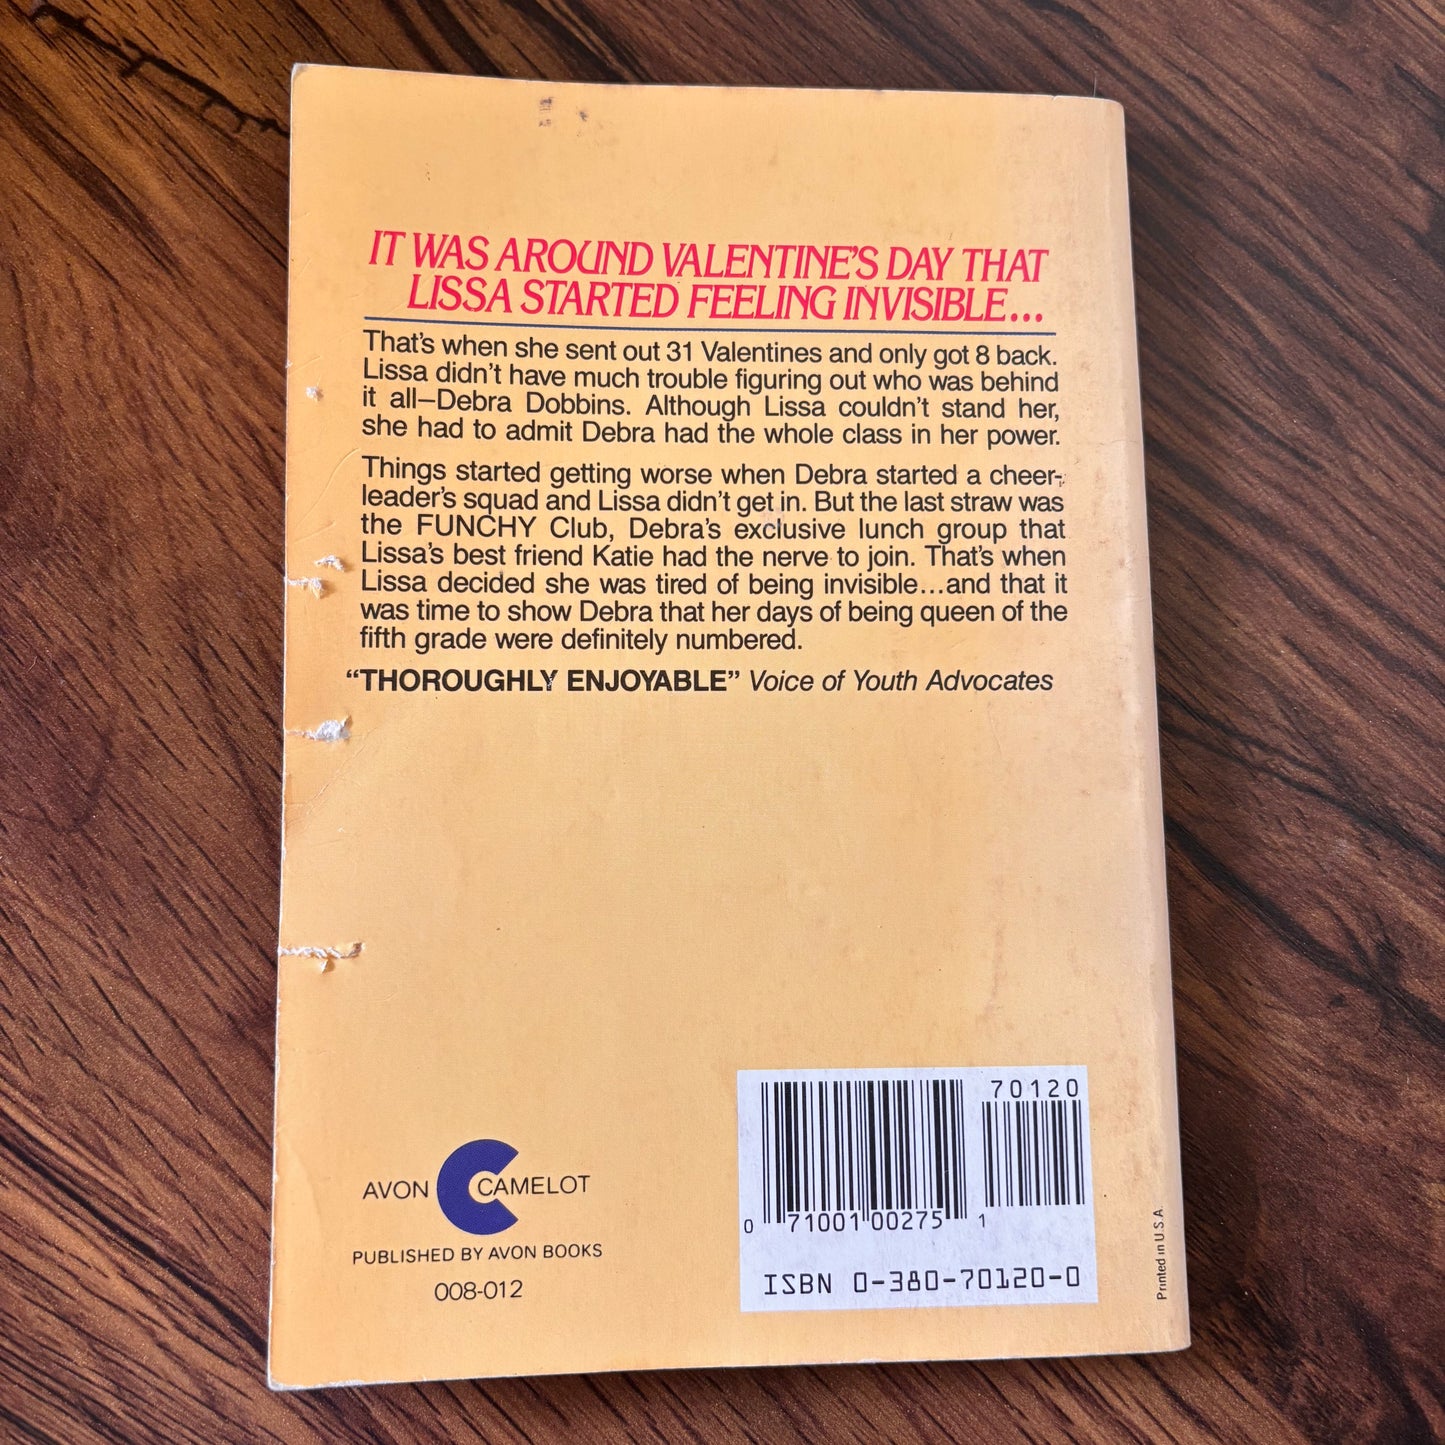 IT WAS AROUND VALENTINE'S DAY THAT
LISSA STARTED FEELING INVISIBLE...
That's when she sent out 31 Valentines and only got 8 back.
Lissa didn't have much trouble figuring out who was behind
it all—Debra Dobbins. Although Lissa couldn't stand her,
she had to admit Debra had the whole class in her power.
Things started getting worse when Debra started a cheer-
leader's squad and Lissa didn't get in. But the last straw was
the FUNCHY Club, Debra's exclusive lunch group that
Lissa's best friend Katie had the nerve to join. That's when
Lissa decided she was tired of being invisible...and that it
was time to show Debra that her days of being queen of the
fifth grade were definitely numbered.
“THOROUGHLY ENJOYABLE” Voice of Youth Advocates
AVON CAMELOT
PUBLISHED BY AVON BOOKS
008-012
70120
0 71001 00275 1
ISBN 0-380-70120-0
Printed in U.S.A.